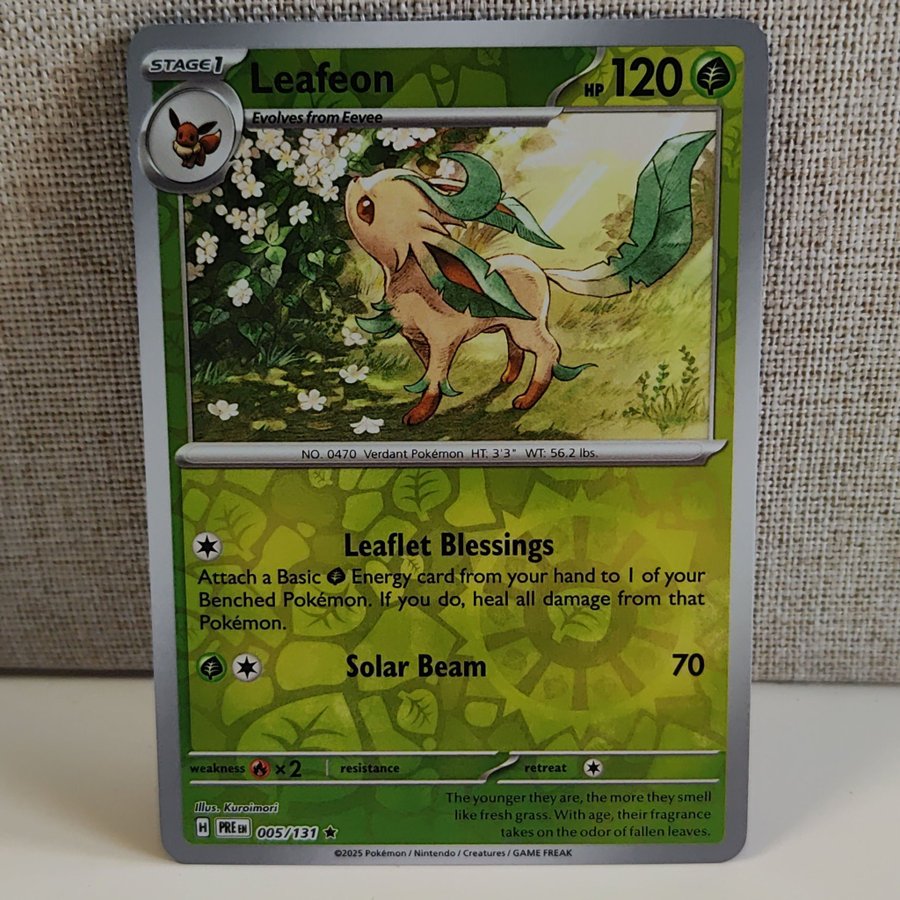 STAGE1 Leafeon HP 120
Evolves from Eevee
NO. 0470 Verdant Pokémon HT. 3'3" WT: 56.2 lbs.
Leaflet Blessings
Attach a Basic Energy card from your hand to 1 of your
Benched Pokémon. If you do, heal all damage from that
Pokémon.
Solar Beam 70
weakness ×2 resistance retreat
Illus. Kuroimori
H PRE EN 005/131
The younger they are, the more they smell
like fresh grass. With age, their fragrance
takes on the odor of fallen leaves.
©2025 Pokémon / Nintendo / Creatures / GAME FREAK